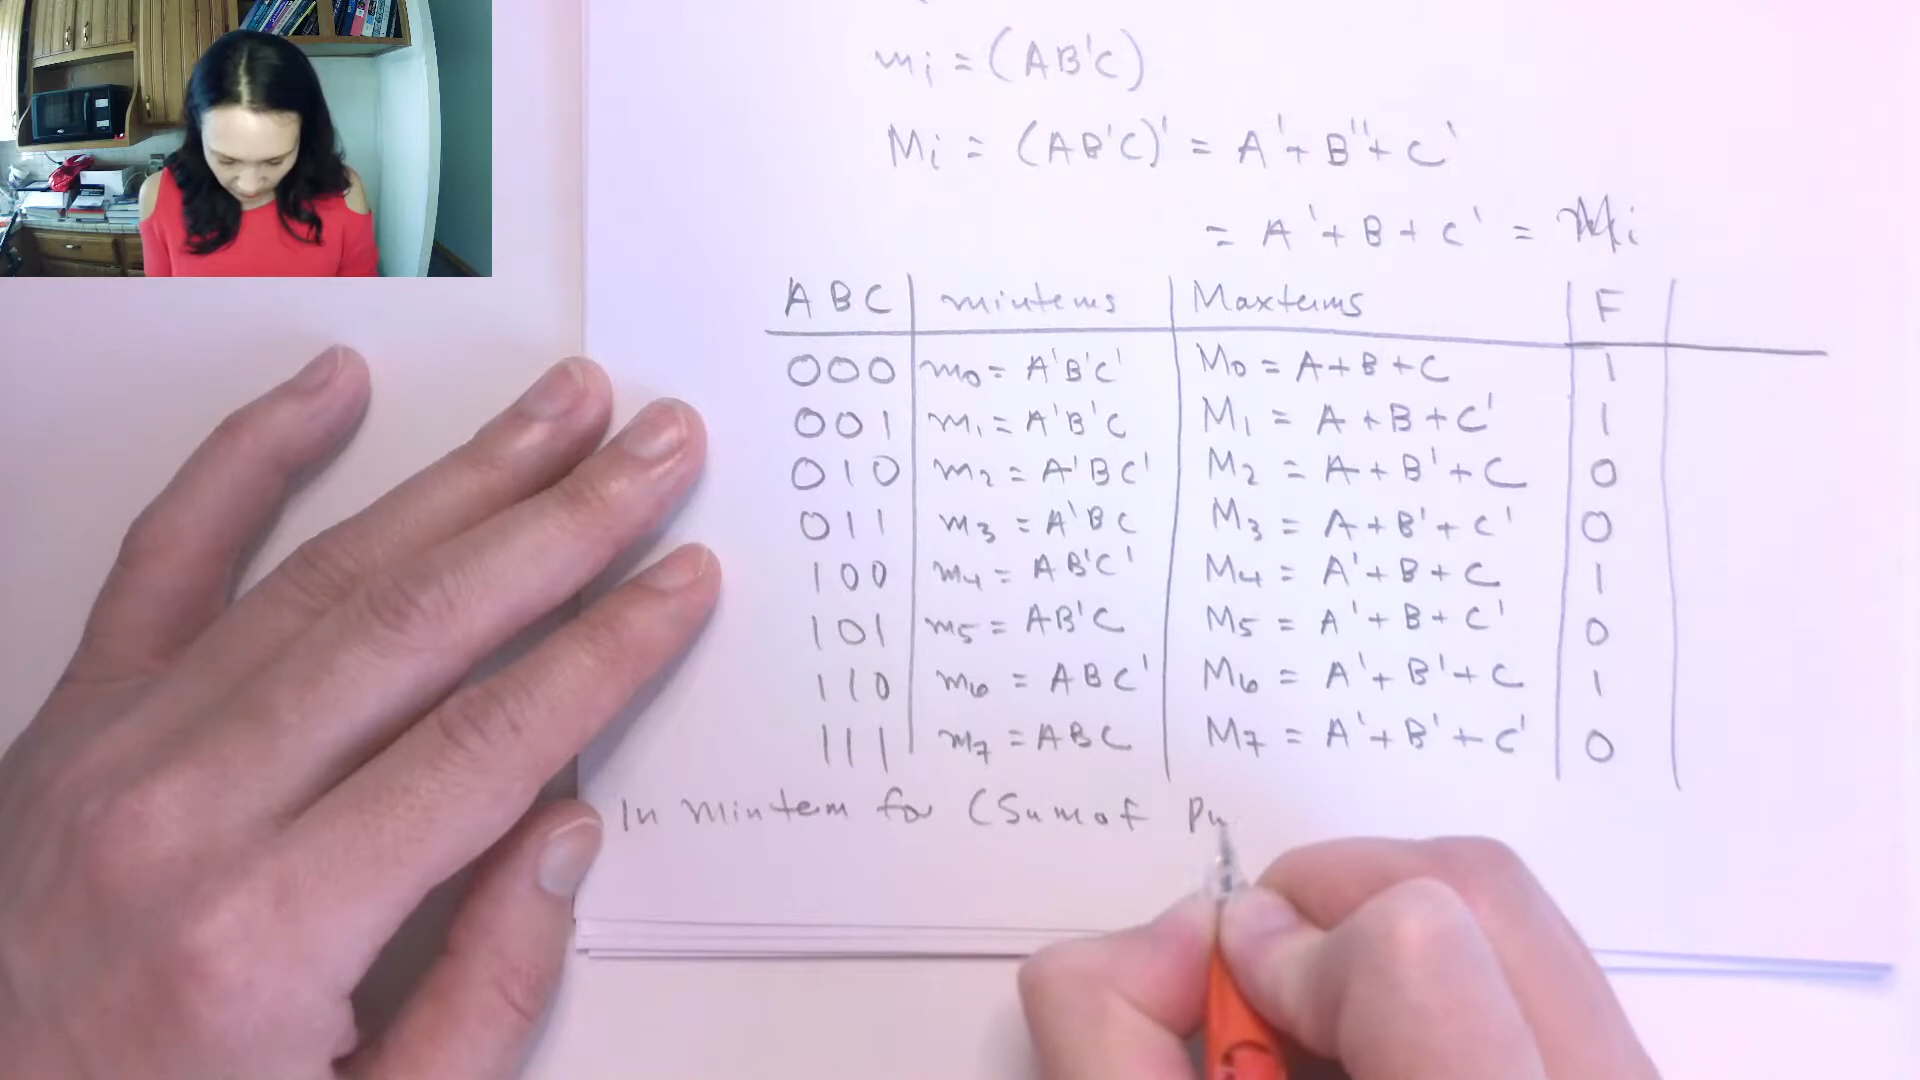 mi = (AB'C)
Mi = (AB'C)' = A' + B'' + C'
= A' + B + C' = Mi
A B C minterms Maxterms F
000 m0 = A'B'C' M0 = A+B+C 1
001 m1 = A'B'C M1 = A+B+C' 1
010 m2 = A'BC' M2 = A+B'+C 0
011 m3 = A'BC M3 = A+B'+C' 0
100 m4 = AB'C' M4 = A'+B+C 1
101 m5 = AB'C M5 = A'+B+C' 0
110 m6 = ABC' M6 = A'+B'+C 1
111 m7 = ABC M7 = A'+B'+C' 0
In Mintem for (Sum of